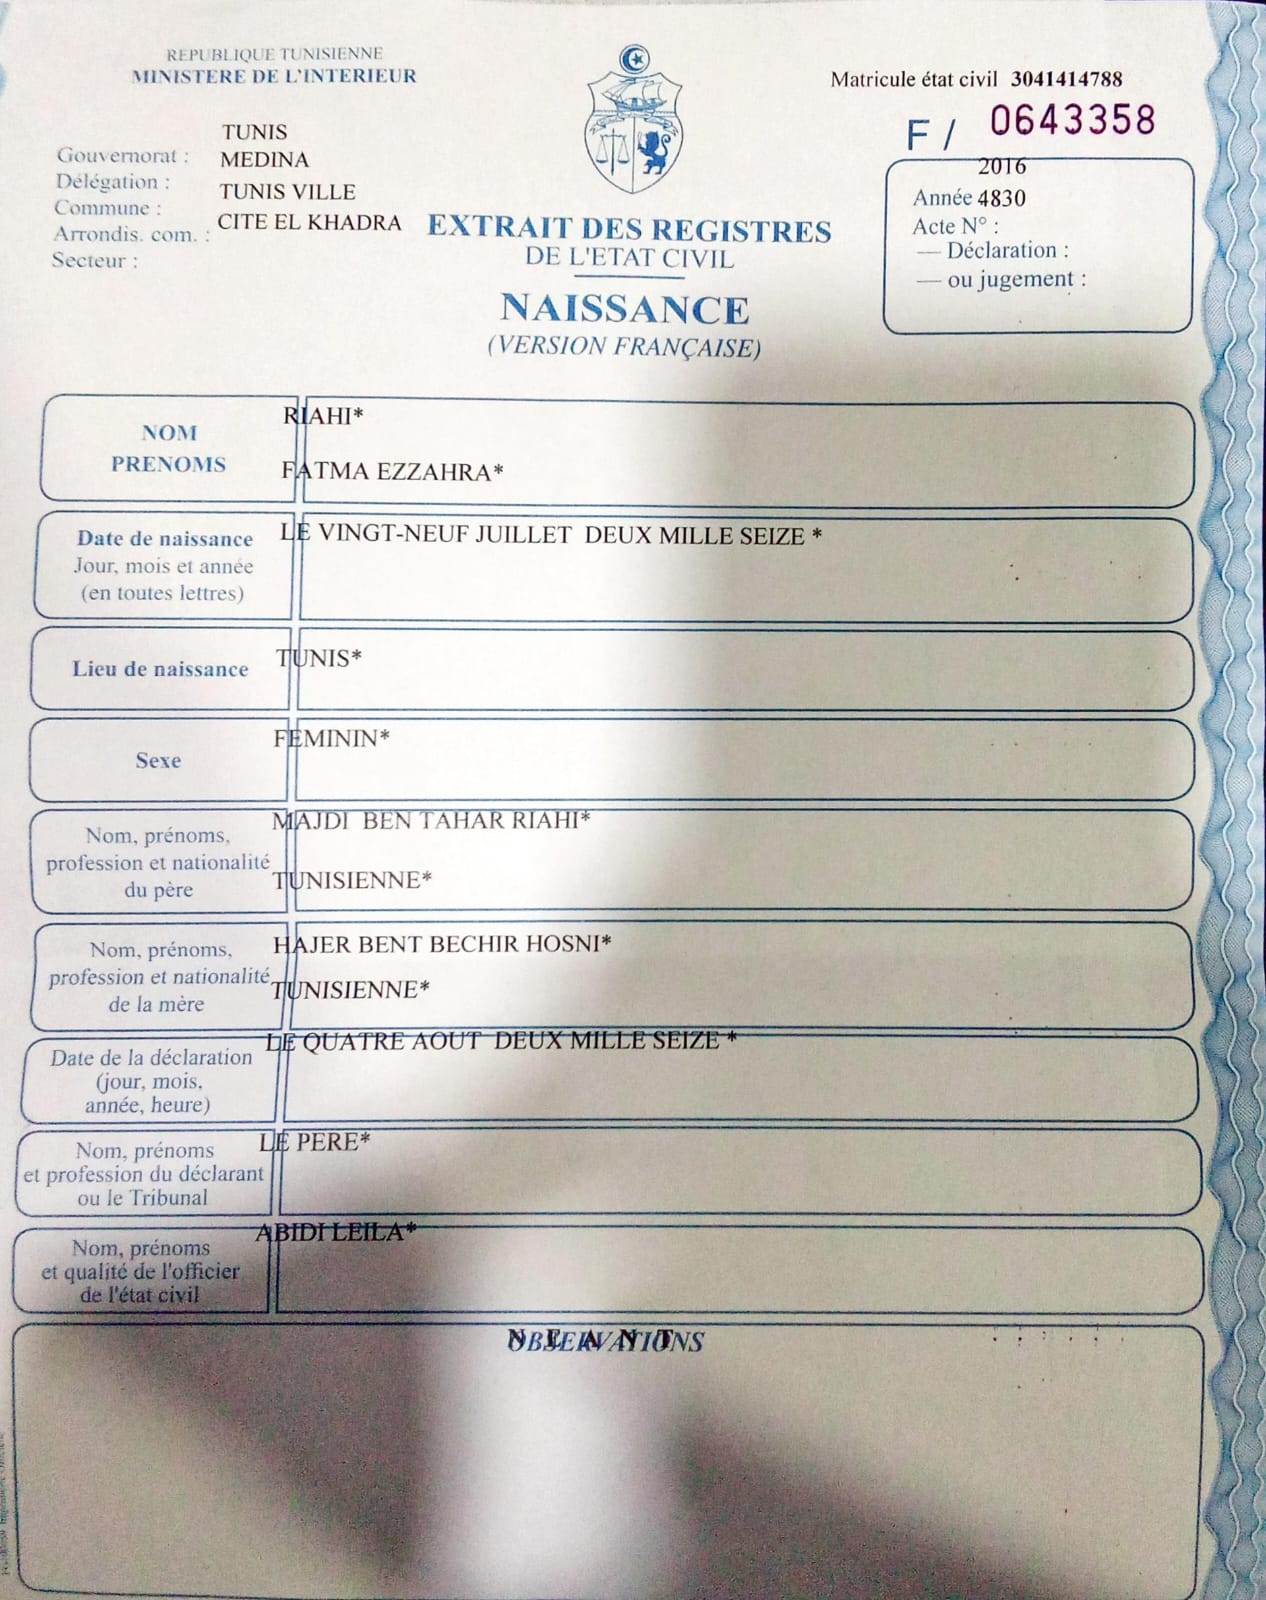 REPUBLIQUE TUNISIENNE
MINISTERE DE L'INTERIEUR
Matricule état civil 3041414788
F / 0643358
TUNIS
Gouvernorat : MEDINA
Délégation : TUNIS VILLE
Commune : CITE EL KHADRA
Arrondis. com. :
Secteur :
2016
Année 4830
Acte N° :
— Déclaration :
— ou jugement :
EXTRAIT DES REGISTRES
DE L'ETAT CIVIL
NAISSANCE
(VERSION FRANÇAISE)
NOM RIAHI*
PRENOMS FATMA EZZAHRA*
Date de naissance LE VINGT-NEUF JUILLET DEUX MILLE SEIZE *
Jour, mois et année
(en toutes lettres)
Lieu de naissance TUNIS*
Sexe FEMININ*
Nom, prénoms, MAJDI BEN TAHAR RIAHI*
profession et nationalité TUNISIENNE*
du père
Nom, prénoms, HAJER BENT BECHIR HOSNI*
profession et nationalité TUNISIENNE*
de la mère
Date de la déclaration LE QUATRE AOUT DEUX MILLE SEIZE *
(jour, mois,
année, heure)
Nom, prénoms LE PERE*
et profession du déclarant
ou le Tribunal
Nom, prénoms ABIDI LEILA*
et qualité de l'officier
de l'état civil
OBSERVATIONS
N E A N T